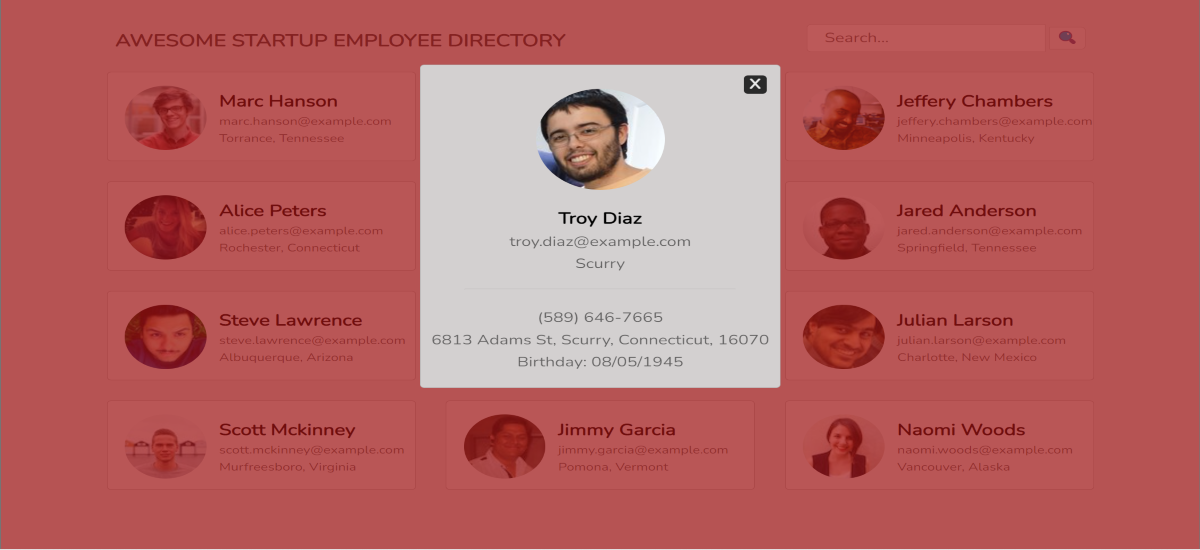 AWESOME STARTUP EMPLOYEE DIRECTORY
Search...
Marc Hanson
marc.hanson@example.com
Torrance, Tennessee
Jeffery Chambers
jeffery.chambers@example.com
Minneapolis, Kentucky
Alice Peters
alice.peters@example.com
Rochester, Connecticut
Jared Anderson
jared.anderson@example.com
Springfield, Tennessee
Steve Lawrence
steve.lawrence@example.com
Albuquerque, Arizona
Julian Larson
julian.larson@example.com
Charlotte, New Mexico
Scott Mckinney
scott.mckinney@example.com
Murfreesboro, Virginia
Jimmy Garcia
jimmy.garcia@example.com
Pomona, Vermont
Naomi Woods
naomi.woods@example.com
Vancouver, Alaska
X
Troy Diaz
troy.diaz@example.com
Scurry
(589) 646-7665
6813 Adams St, Scurry, Connecticut, 16070
Birthday: 08/05/1945